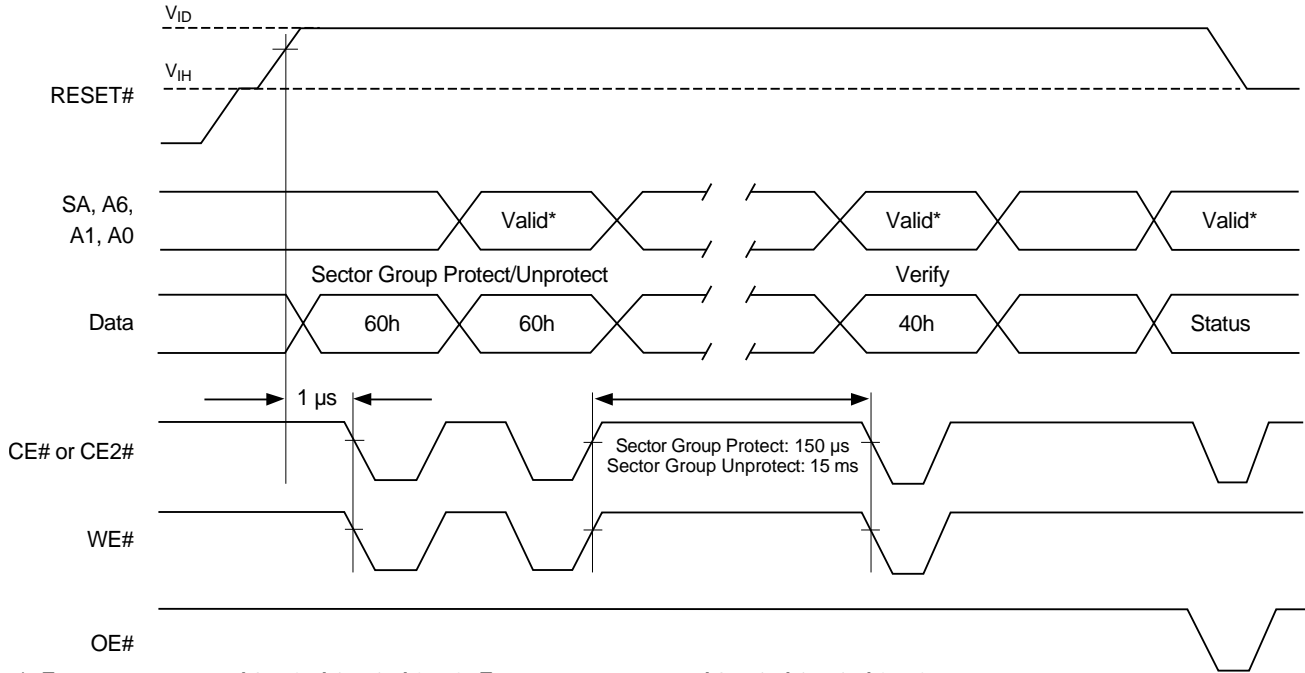 VID
VIH
RESET#
SA, A6,
A1, A0
Valid*
Valid*
Valid*
Sector Group Protect/Unprotect
Verify
Data
60h
60h
40h
Status
1 µs
CE# or CE2#
Sector Group Protect: 150 µs
Sector Group Unprotect: 15 ms
WE#
OE#